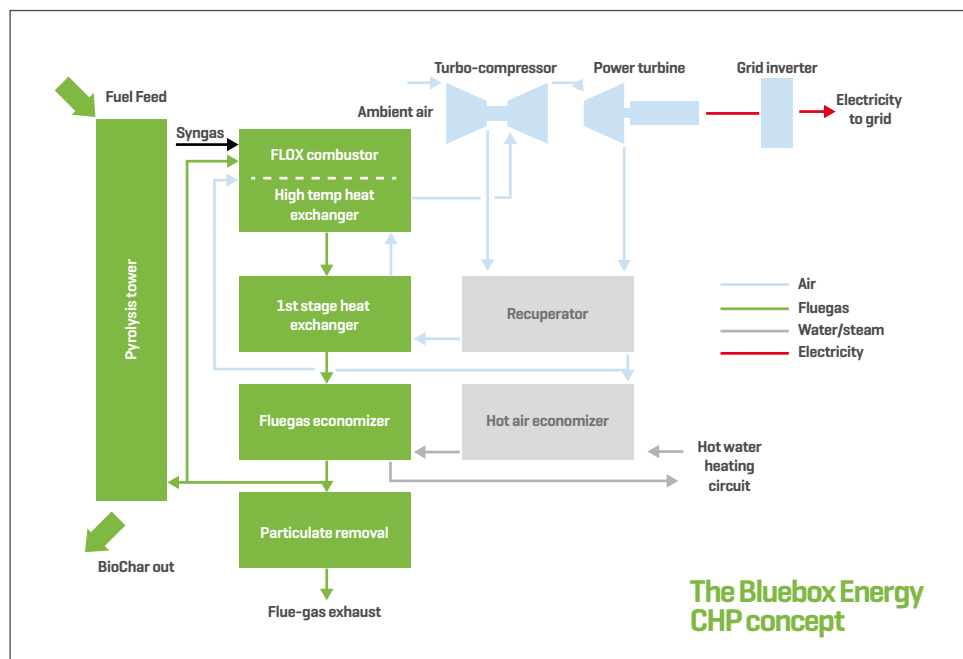 Turbo-compressor
Power turbine
Grid inverter
Fuel Feed
Ambient air
Electricity
to grid
Syngas
FLOX combustor
High temp heat
exchanger
Pyrolysis tower
1st stage heat
exchanger
Recuperator
Air
Fluegas
Water/steam
Electricity
Fluegas economizer
Hot air economizer
Hot water
heating
circuit
Particulate removal
BioChar out
Flue-gas exhaust
The Bluebox Energy
CHP concept